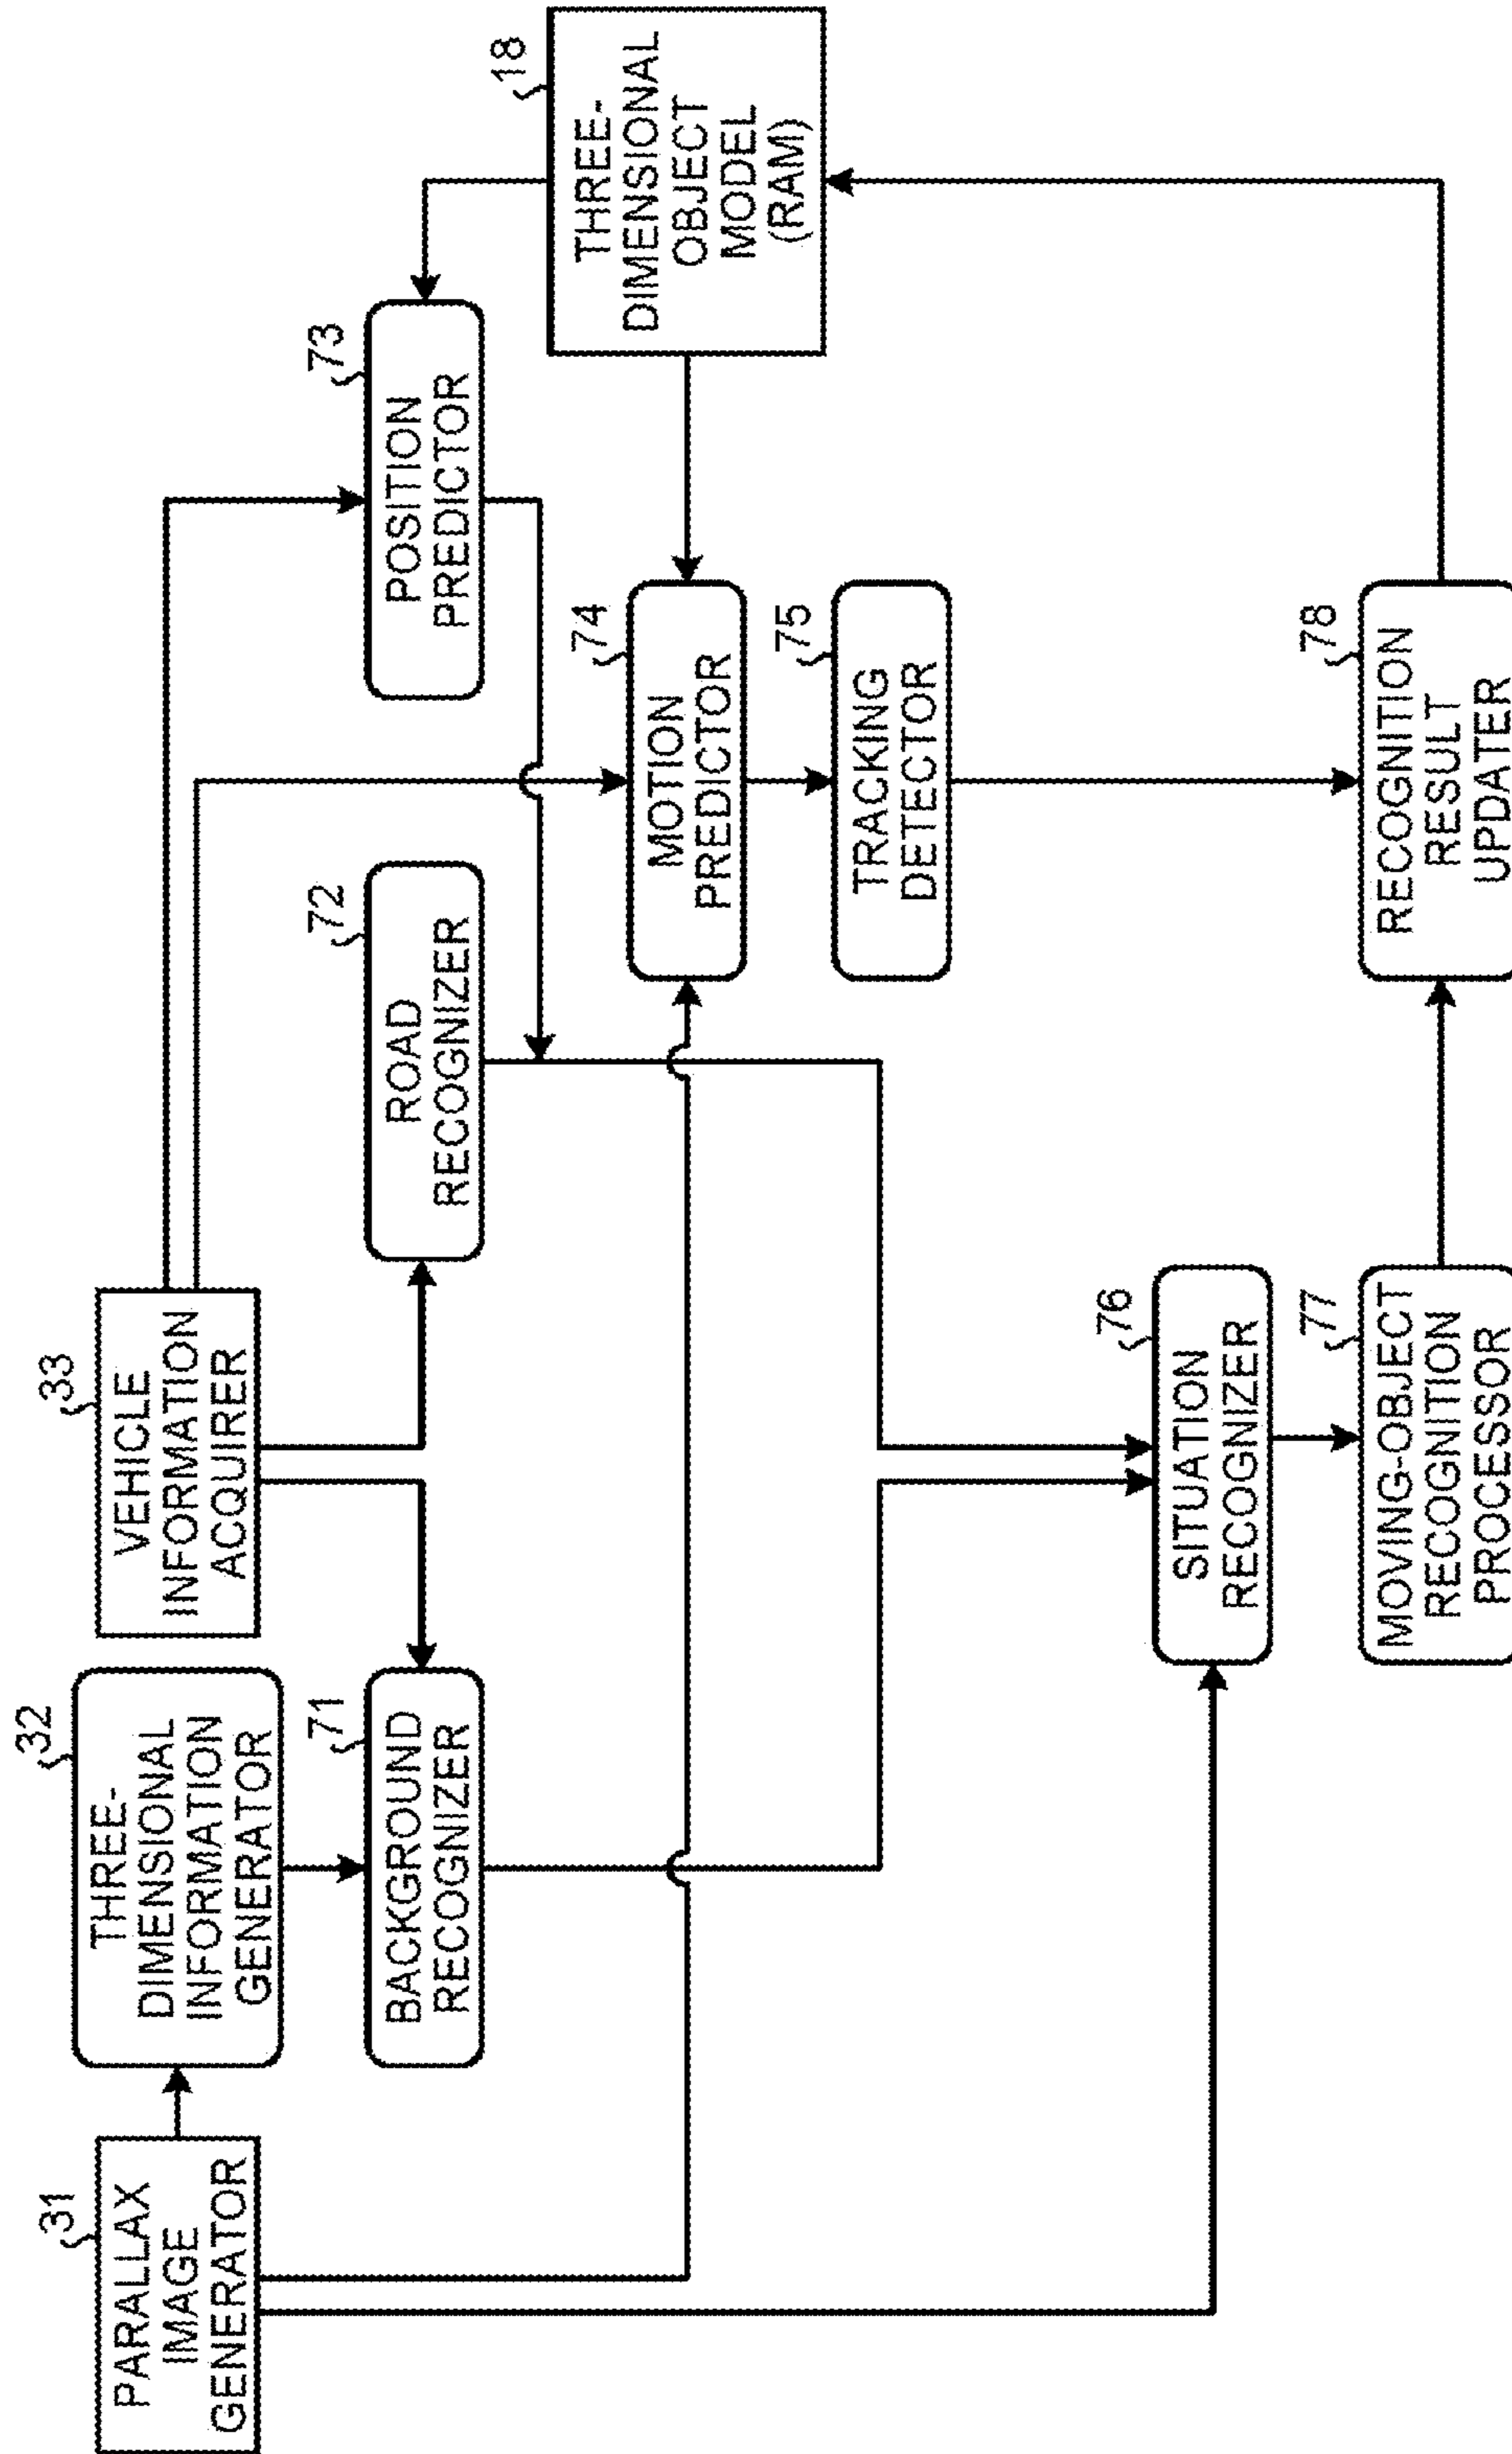 31
PARALLAX
IMAGE
GENERATOR
32
THREE-
DIMENSIONAL
INFORMATION
GENERATOR
33
VEHICLE
INFORMATION
ACQUIRER
71
BACKGROUND
RECOGNIZER
72
ROAD
RECOGNIZER
73
POSITION
PREDICTOR
18
THREE-
DIMENSIONAL
OBJECT
MODEL
(RAM)
74
MOTION
PREDICTOR
75
TRACKING
DETECTOR
76
SITUATION
RECOGNIZER
77
MOVING-OBJECT
RECOGNITION
PROCESSOR
78
RECOGNITION
RESULT
UPDATER